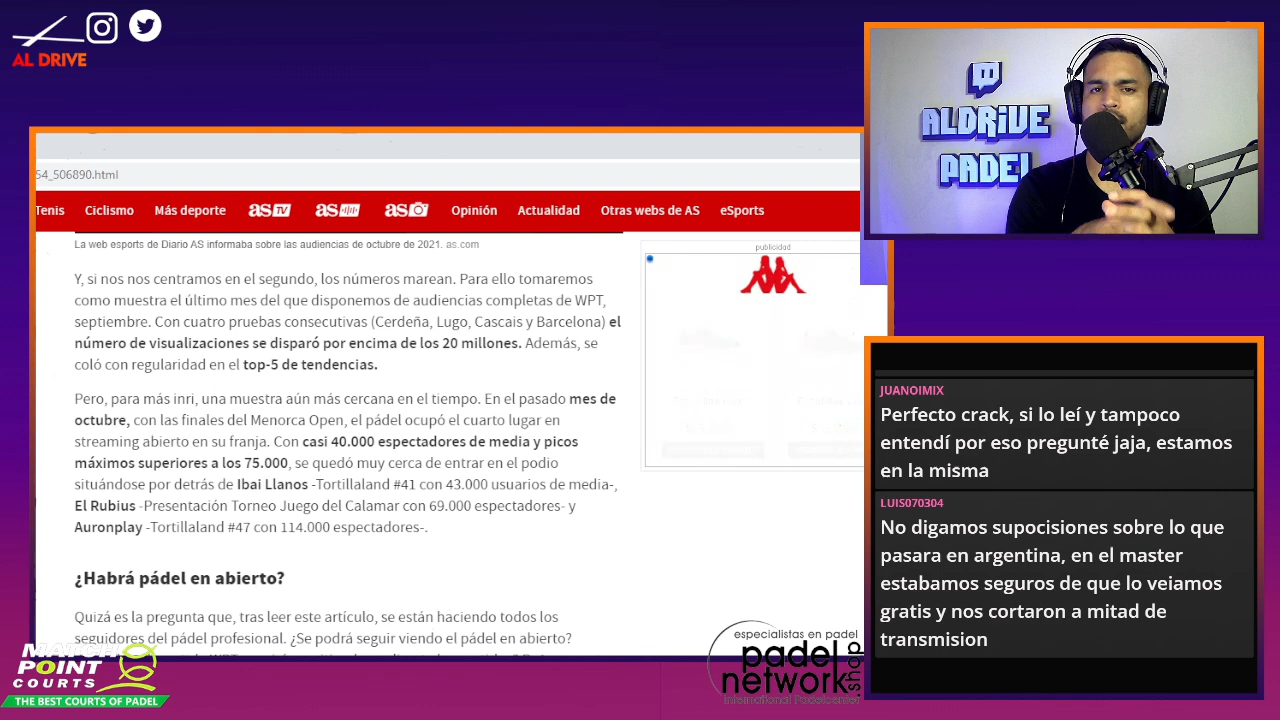 AL DRIVE
ALDRIVE
PADEL
54_506890.html
Tenis Ciclismo Más deporte as TV as as Opinión Actualidad Otras webs de AS eSports
La web esports de Diario AS informaba sobre las audiencias de octubre de 2021. as.com
publicidad
Y, si nos nos centramos en el segundo, los números marean. Para ello tomaremos
como muestra el último mes del que disponemos de audiencias completas de WPT,
septiembre. Con cuatro pruebas consecutivas (Cerdeña, Lugo, Cascais y Barcelona) el
número de visualizaciones se disparó por encima de los 20 millones. Además, se
coló con regularidad en el top-5 de tendencias.
Pero, para más inri, una muestra aún más cercana en el tiempo. En el pasado mes de
octubre, con las finales del Menorca Open, el pádel ocupó el cuarto lugar en
streaming abierto en su franja. Con casi 40.000 espectadores de media y picos
máximos superiores a los 75.000, se quedó muy cerca de entrar en el podio
situándose por detrás de Ibai Llanos -Tortillaland #41 con 43.000 usuarios de media-,
El Rubius -Presentación Torneo Juego del Calamar con 69.000 espectadores- y
Auronplay -Tortillaland #47 con 114.000 espectadores-.
¿Habrá pádel en abierto?
Quizá es la pregunta que, tras leer este artículo, se están haciendo todos los
seguidores del pádel profesional. ¿Se podrá seguir viendo el pádel en abierto?
JUANOIMIX
Perfecto crack, si lo leí y tampoco
entendí por eso pregunté jaja, estamos
en la misma
LUIS070304
No digamos supocisiones sobre lo que
pasara en argentina, en el master
estabamos seguros de que lo veiamos
gratis y nos cortaron a mitad de
transmision
MATCH
POINT
COURTS
THE BEST COURTS OF PADEL
especialistas en padel
padel
network.shop
International Padelcenter